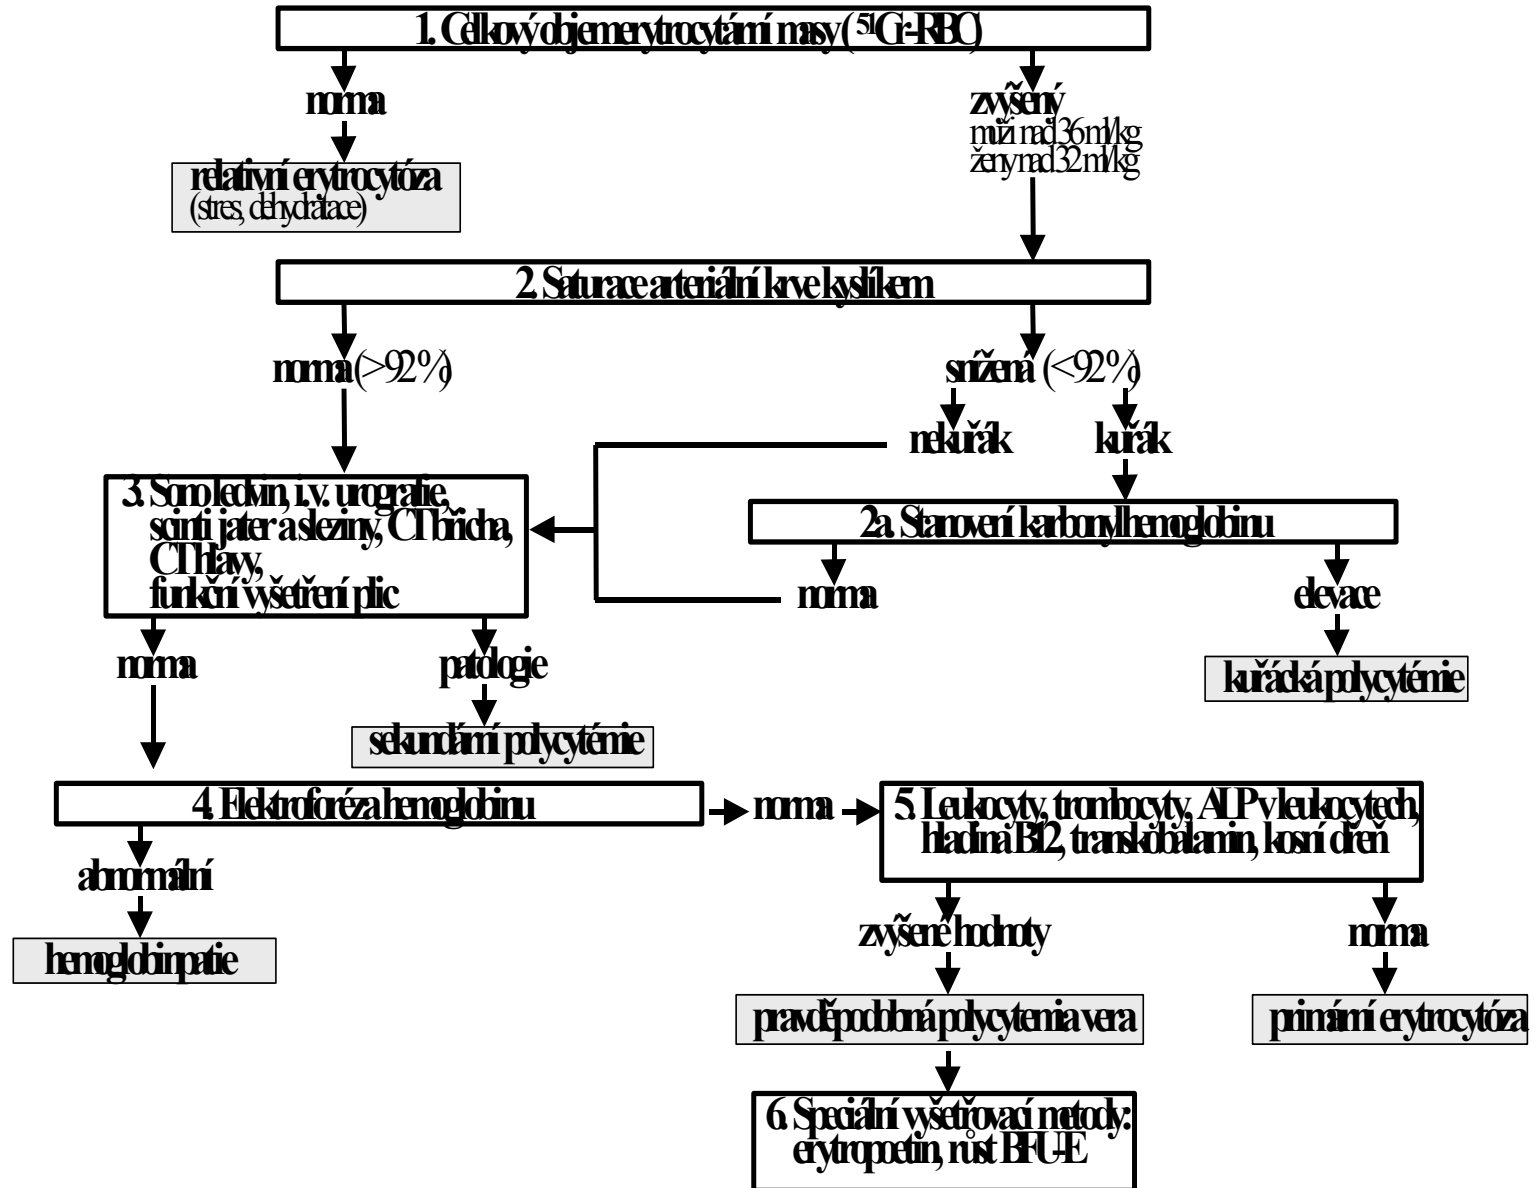 1. Celkový objem erytrocytární masy ( ⁵¹Cr-RBC)
norma
zvýšený
muži nad 36 ml/kg
ženy nad 32 ml/kg
relativní erytrocytóza
(stres, dehydratace)
2. Saturace arteriální krve kyslíkem
norma (>92%)
snížená (<92%)
nekuřák
kuřák
3. Sono ledvin, i.v. urografie,
scinti jater a sleziny, CT břicha,
CT hlavy,
funkční vyšetření plic
2a. Stanovení karbonylhemoglobinu
norma
elevace
norma
patologie
kuřácká polycytémie
sekundární polycytémie
4. Elektroforéza hemoglobinu
norma
5. Leukocyty, trombocyty, ALP v leukocytech,
hladina B12, transkobalamin, kostní dřeň
abnormální
zvýšené hodnoty
norma
hemoglobinpatie
pravděpodobná polycytemia vera
primární erytrocytóza
6. Speciální vyšetřovací metody:
erytropoetin, růst BFU-E